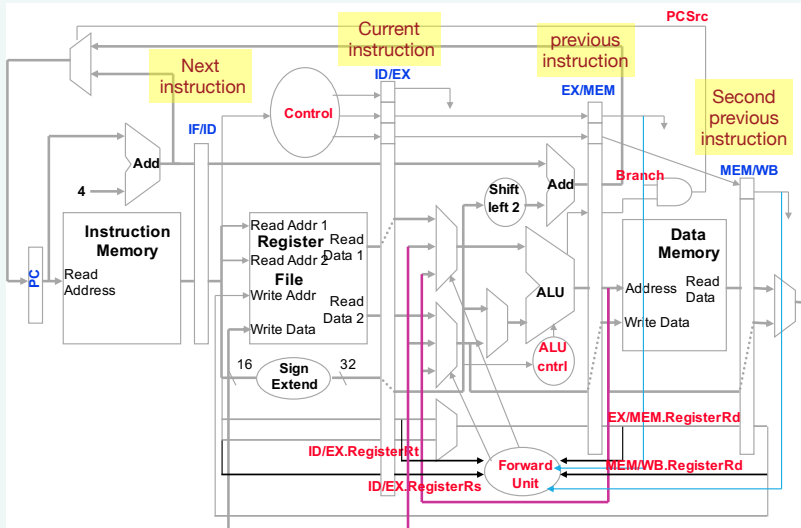 PCSrc
Current
instruction
previous
instruction
Next
instruction
ID/EX
EX/MEM
Second
previous
instruction
Control
IF/ID
MEM/WB
Add
4
Branch
Shift
left 2
Add
Instruction
Memory
Read
Address
PC
Read Addr 1
Register
Read
Data 1
Read Addr 2
File
Write Addr
Read
Data 2
Write Data
ALU
Data
Memory
Address
Read
Data
Write Data
16
Sign
Extend
32
ALU
cntrl
EX/MEM.RegisterRd
ID/EX.RegisterRt
Forward
Unit
MEM/WB.RegisterRd
ID/EX.RegisterRs